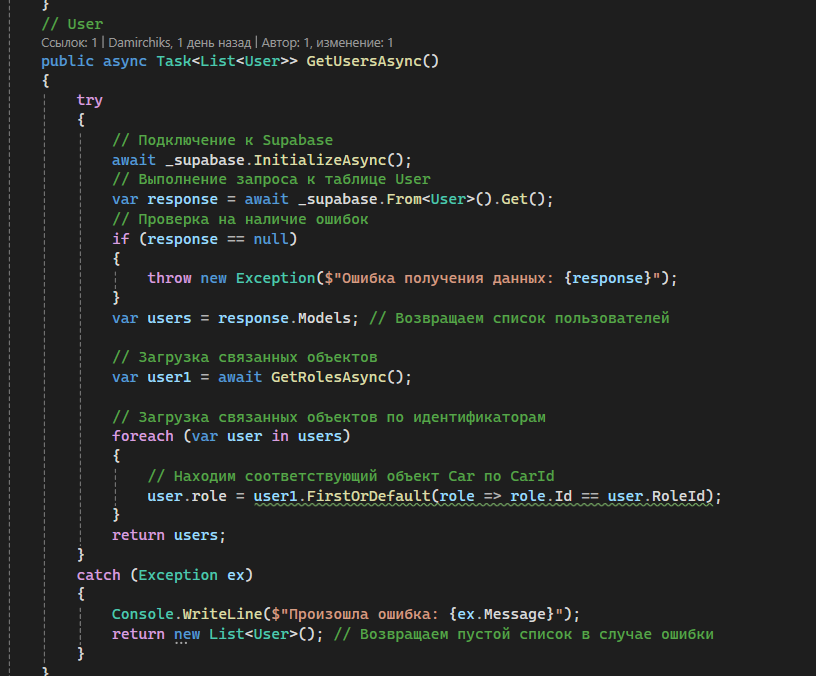 }
// User
Ссылок: 1 | Damirchiks, 1 день назад | Автор: 1, изменение: 1
public async Task<List<User>> GetUsersAsync()
{
try
{
// Подключение к Supabase
await _supabase.InitializeAsync();
// Выполнение запроса к таблице User
var response = await _supabase.From<User>().Get();
// Проверка на наличие ошибок
if (response == null)
{
throw new Exception($"Ошибка получения данных: {response}");
}
var users = response.Models; // Возвращаем список пользователей
// Загрузка связанных объектов
var user1 = await GetRolesAsync();
// Загрузка связанных объектов по идентификаторам
foreach (var user in users)
{
// Находим соответствующий объект Car по CarId
user.role = user1.FirstOrDefault(role => role.Id == user.RoleId);
}
return users;
}
catch (Exception ex)
{
Console.WriteLine($"Произошла ошибка: {ex.Message}");
return new List<User>(); // Возвращаем пустой список в случае ошибки
}
}